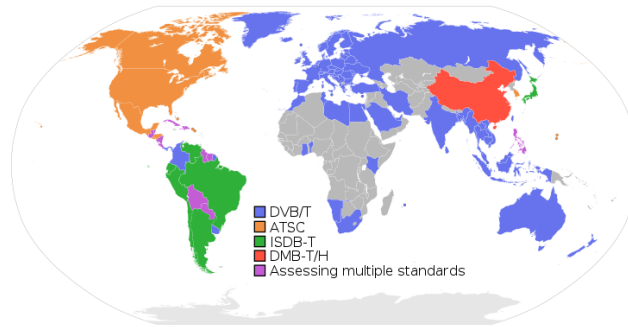 DVB/T
ATSC
ISDB-T
DMB-T/H
Assessing multiple standards